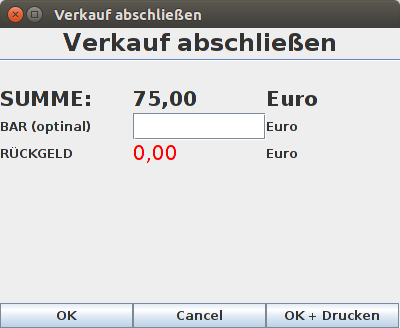 Verkauf abschließen
Verkauf abschließen
SUMME: 75,00 Euro
BAR (optinal) Euro
RÜCKGELD 0,00 Euro
OK Cancel OK + Drucken